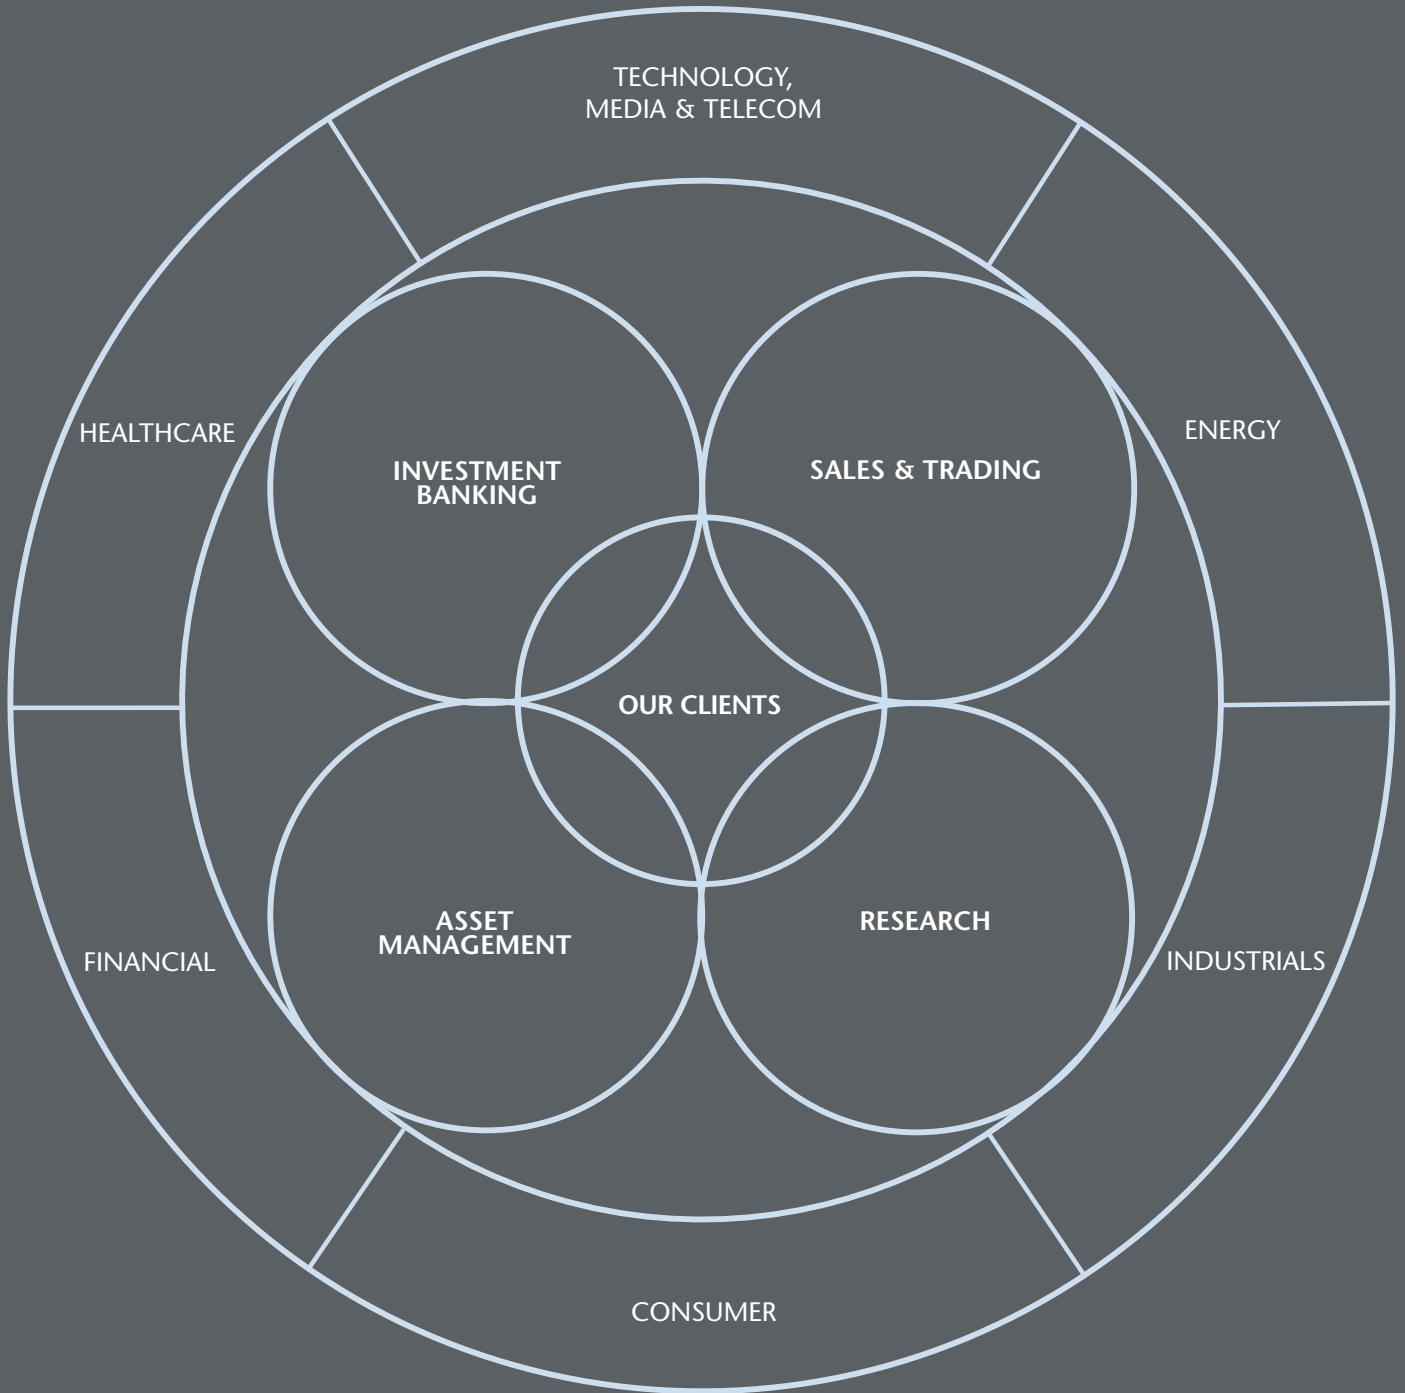 TECHNOLOGY,
MEDIA & TELECOM
HEALTHCARE
ENERGY
INVESTMENT
BANKING
SALES & TRADING
OUR CLIENTS
ASSET
MANAGEMENT
RESEARCH
FINANCIAL
INDUSTRIALS
CONSUMER